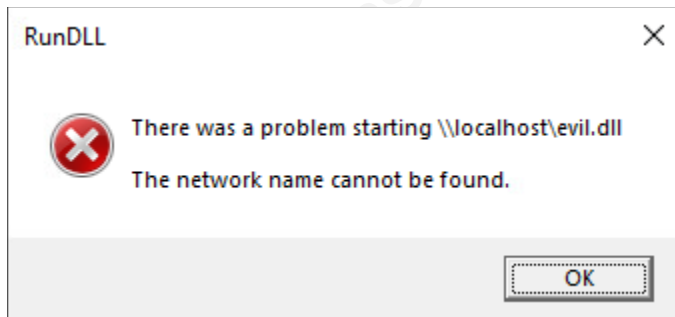 RunDLL
There was a problem starting \\localhost\evil.dll
The network name cannot be found.
OK